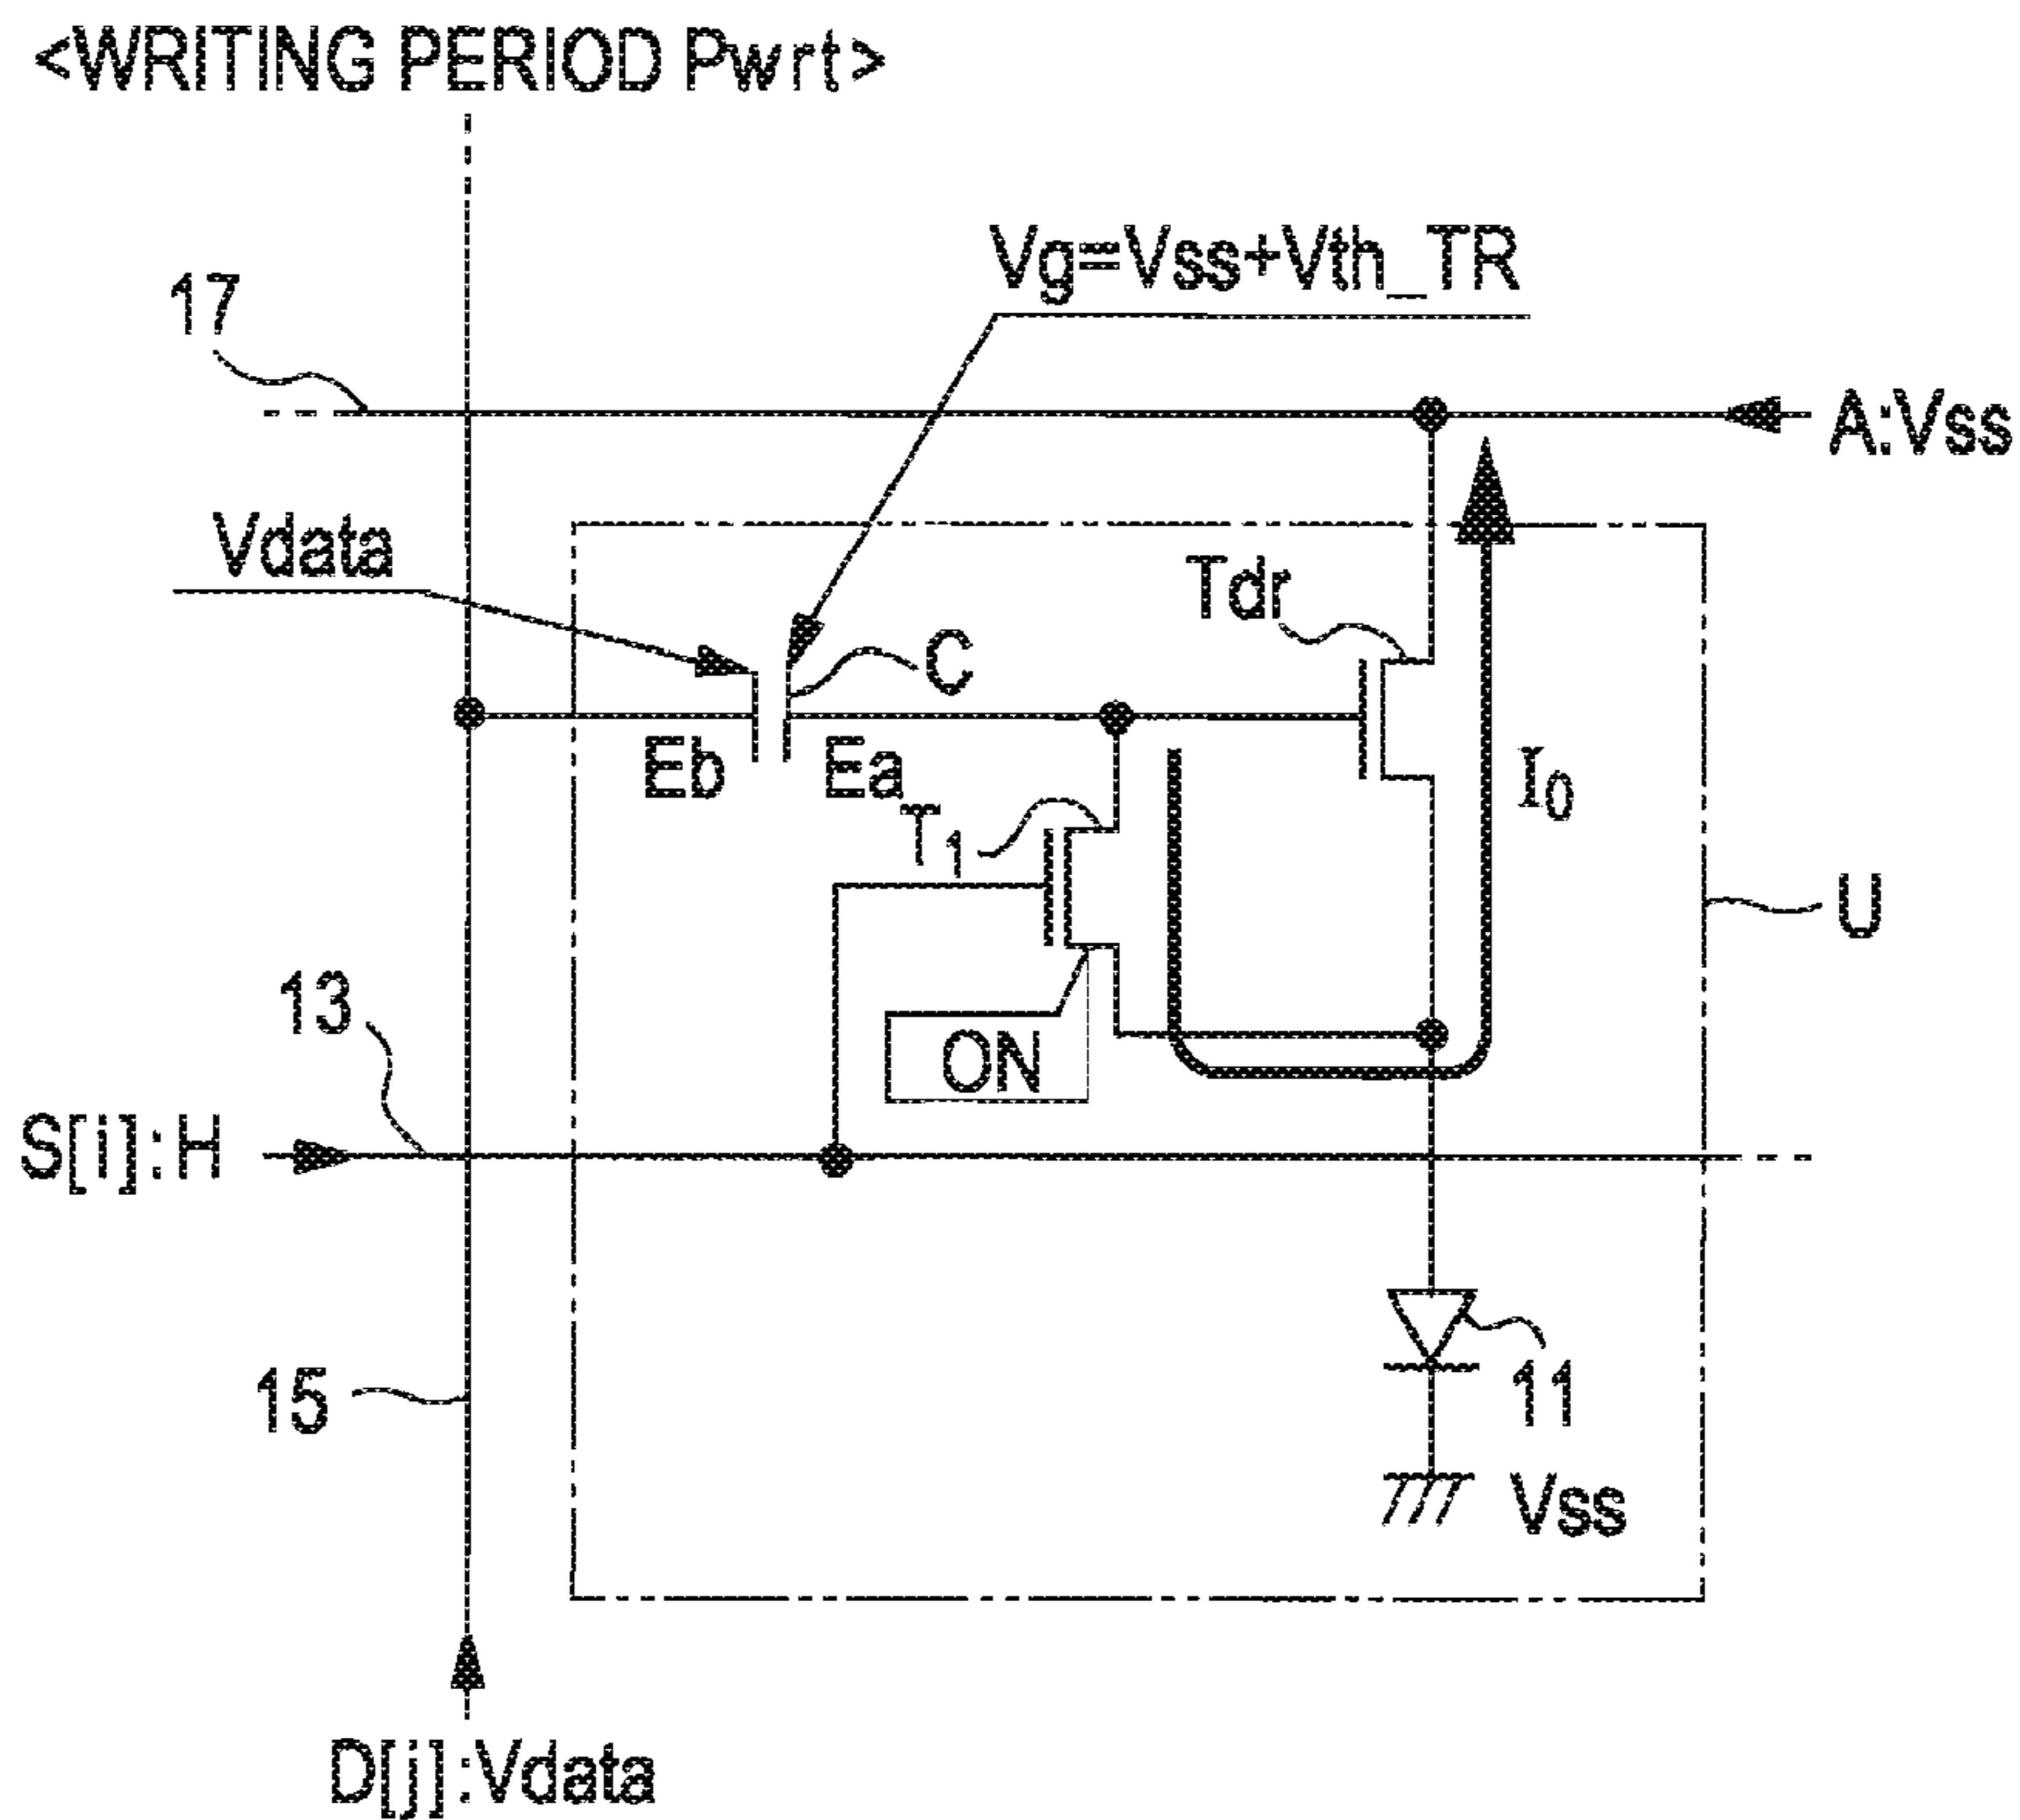 <WRITING PERIOD Pwrt>
Vg=Vss+Vth_TR
17
A:Vss
Vdata
Tdr
C
Eb
Ea
I0
T1
U
13
ON
S[i]:H
15
11
Vss
D[j]:Vdata